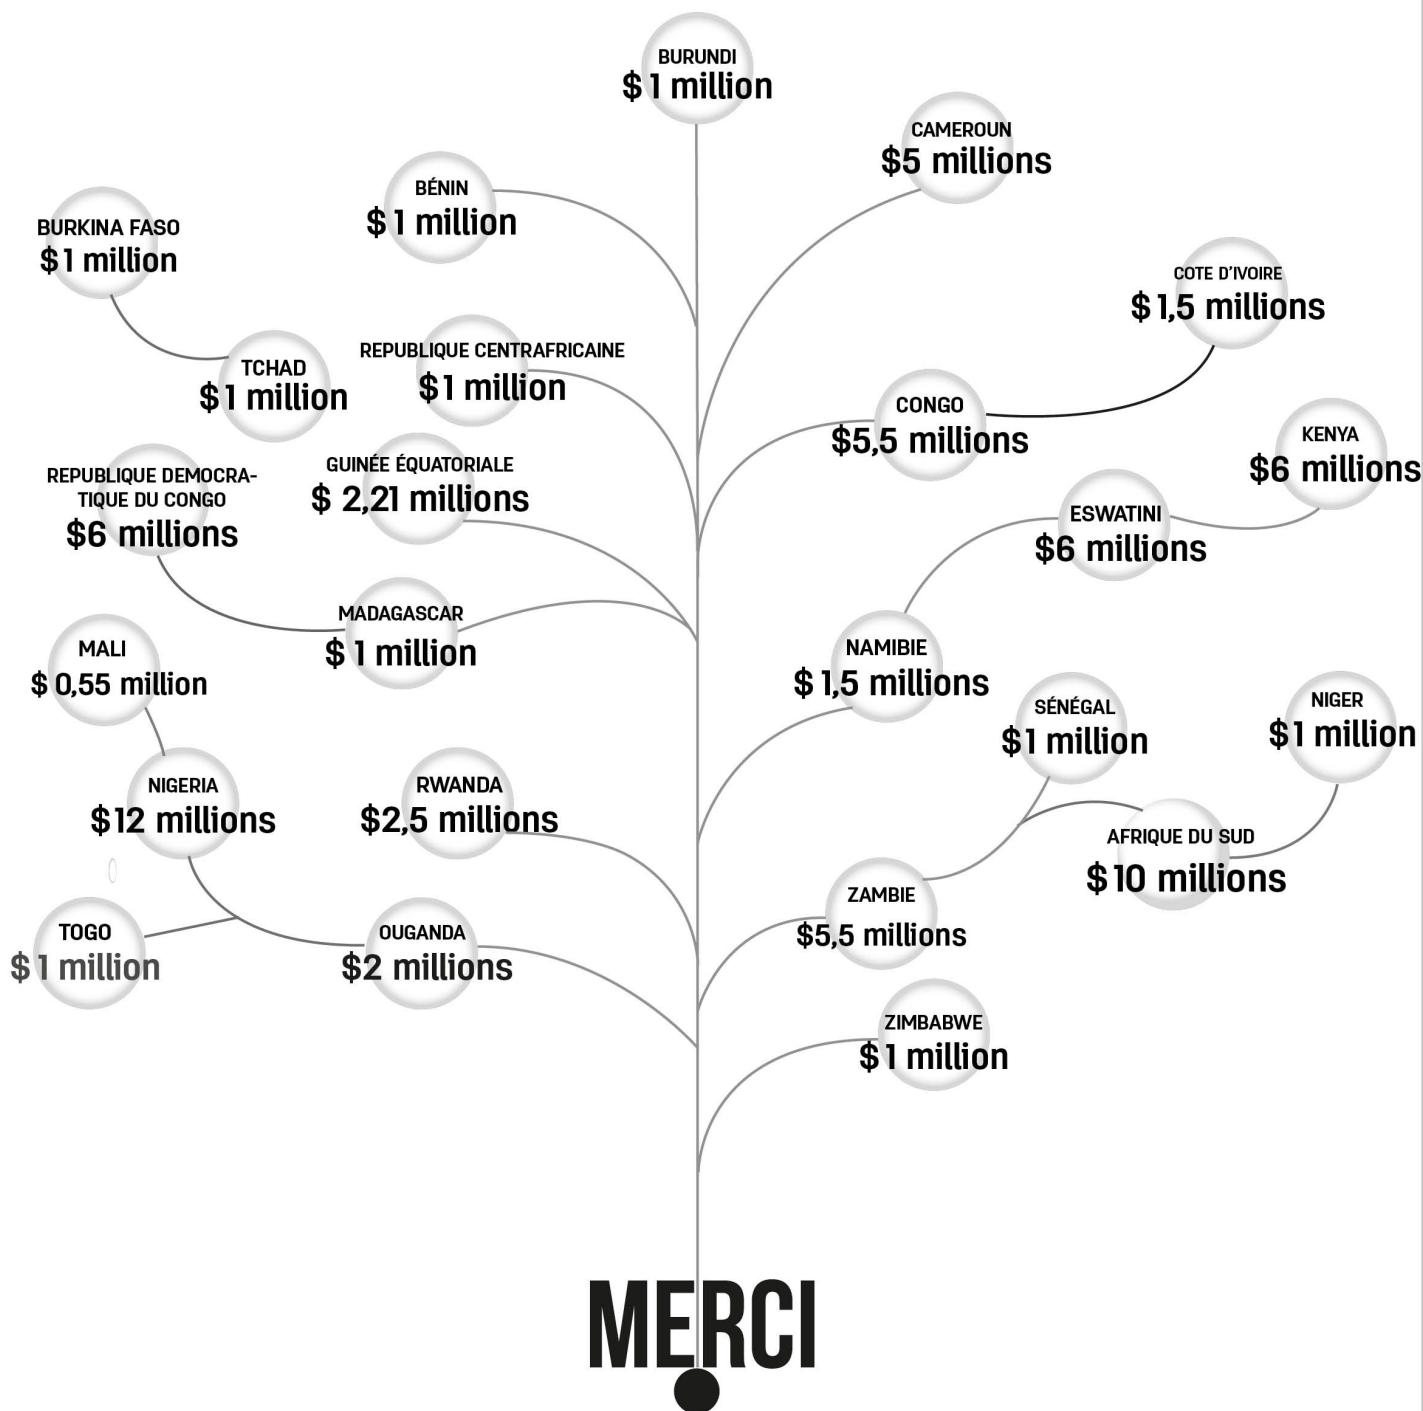 BURUNDI
$ 1 million
CAMEROUN
$5 millions
BÉNIN
$ 1 million
BURKINA FASO
$ 1 million
COTE D'IVOIRE
$ 1,5 millions
TCHAD
$ 1 million
REPUBLIQUE CENTRAFRICAINE
$ 1 million
CONGO
$5,5 millions
KENYA
$6 millions
REPUBLIQUE DEMOCRA-
TIQUE DU CONGO
$6 millions
GUINÉE ÉQUATORIALE
$ 2,21 millions
ESWATINI
$6 millions
MADAGASCAR
$ 1 million
MALI
$ 0,55 million
NAMIBIE
$ 1,5 millions
SÉNÉGAL
$ 1 million
NIGER
$ 1 million
NIGERIA
$ 12 millions
RWANDA
$2,5 millions
AFRIQUE DU SUD
$ 10 millions
ZAMBIE
$5,5 millions
TOGO
$ 1 million
OUGANDA
$2 millions
ZIMBABWE
$ 1 million
MERCI